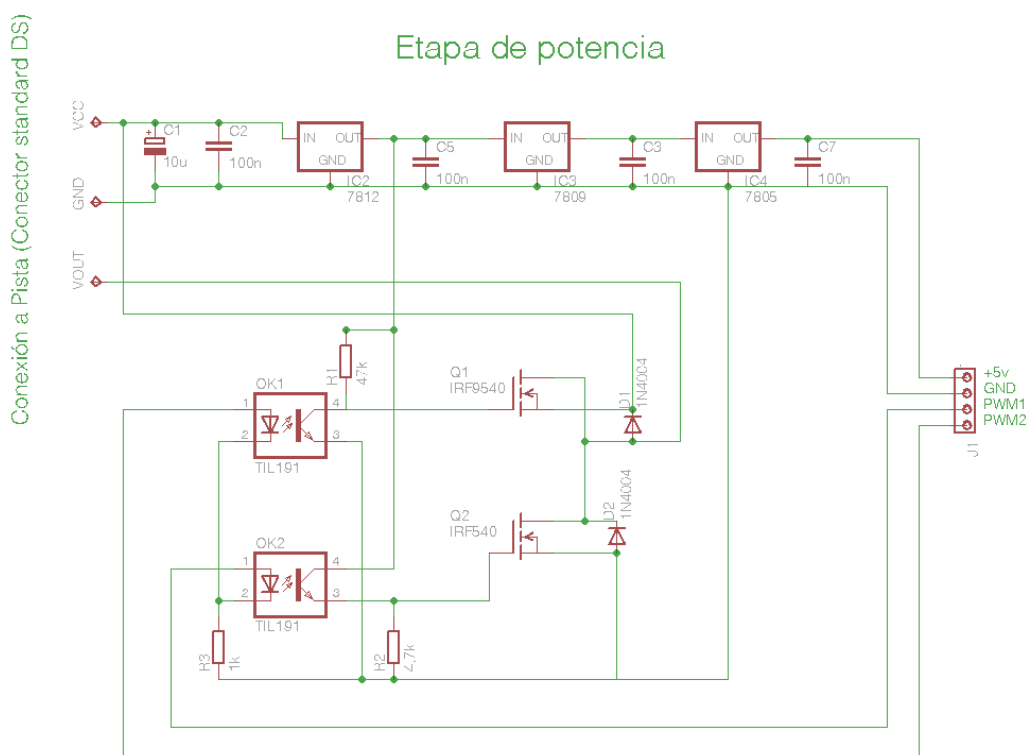 Etapa de potencia
Conexión a Pista (Conector standard DS)
VCC
GND
VOUT
C1
10u
C2
100n
IN OUT
GND
IC2
7812
C5
100n
IN OUT
GND
IC3
7809
C3
100n
IN OUT
GND
IC4
7805
C7
100n
R1
47k
OK1
1
2
4
3
TIL191
Q1
IRF9540
D1
1N4004
+5v
GND
PWM1
PWM2
J1
Q2
IRF540
D2
1N4004
OK2
1
2
4
3
TIL191
R3
1k
R2
4,7k